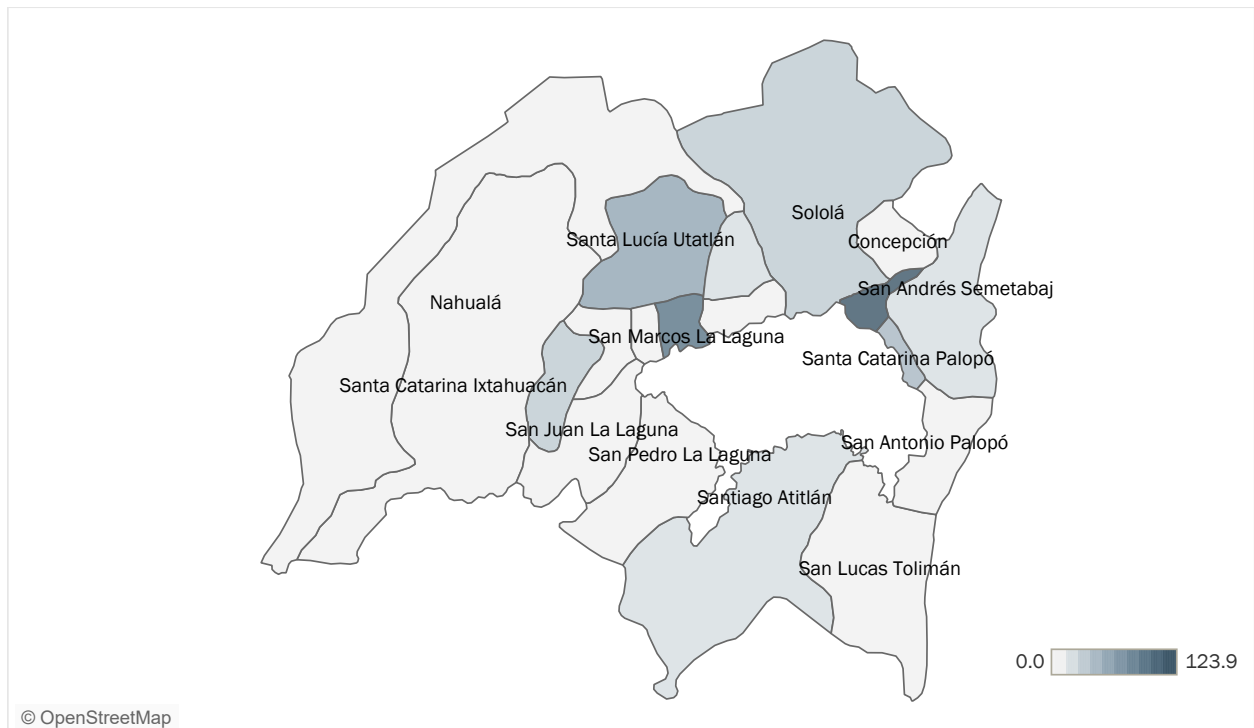 Sololá
Santa Lucía Utatlán
Concepción
San Andrés Semetabaj
Nahualá
San Marcos La Laguna
Santa Catarina Palopó
Santa Catarina Ixtahuacán
San Juan La Laguna
San Antonio Palopó
San Pedro La Laguna
Santiago Atitlán
San Lucas Tolimán
0.0 123.9
© OpenStreetMap